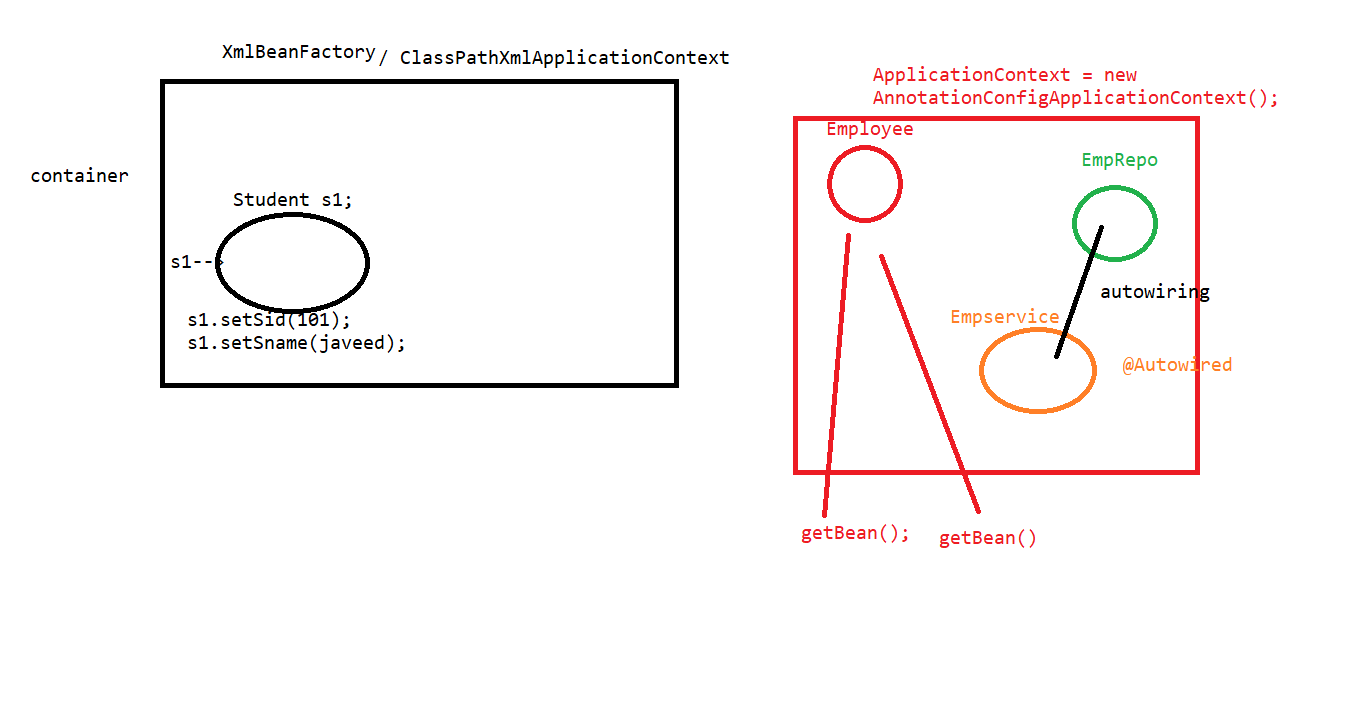 XmlBeanFactory / ClassPathXmlApplicationContext
container
Student s1;
s1-->
s1.setSid(101);
s1.setSname(javeed);
ApplicationContext = new
AnnotationConfigApplicationContext();
Employee
EmpRepo
autowiring
Empservice
@Autowired
getBean();
getBean()